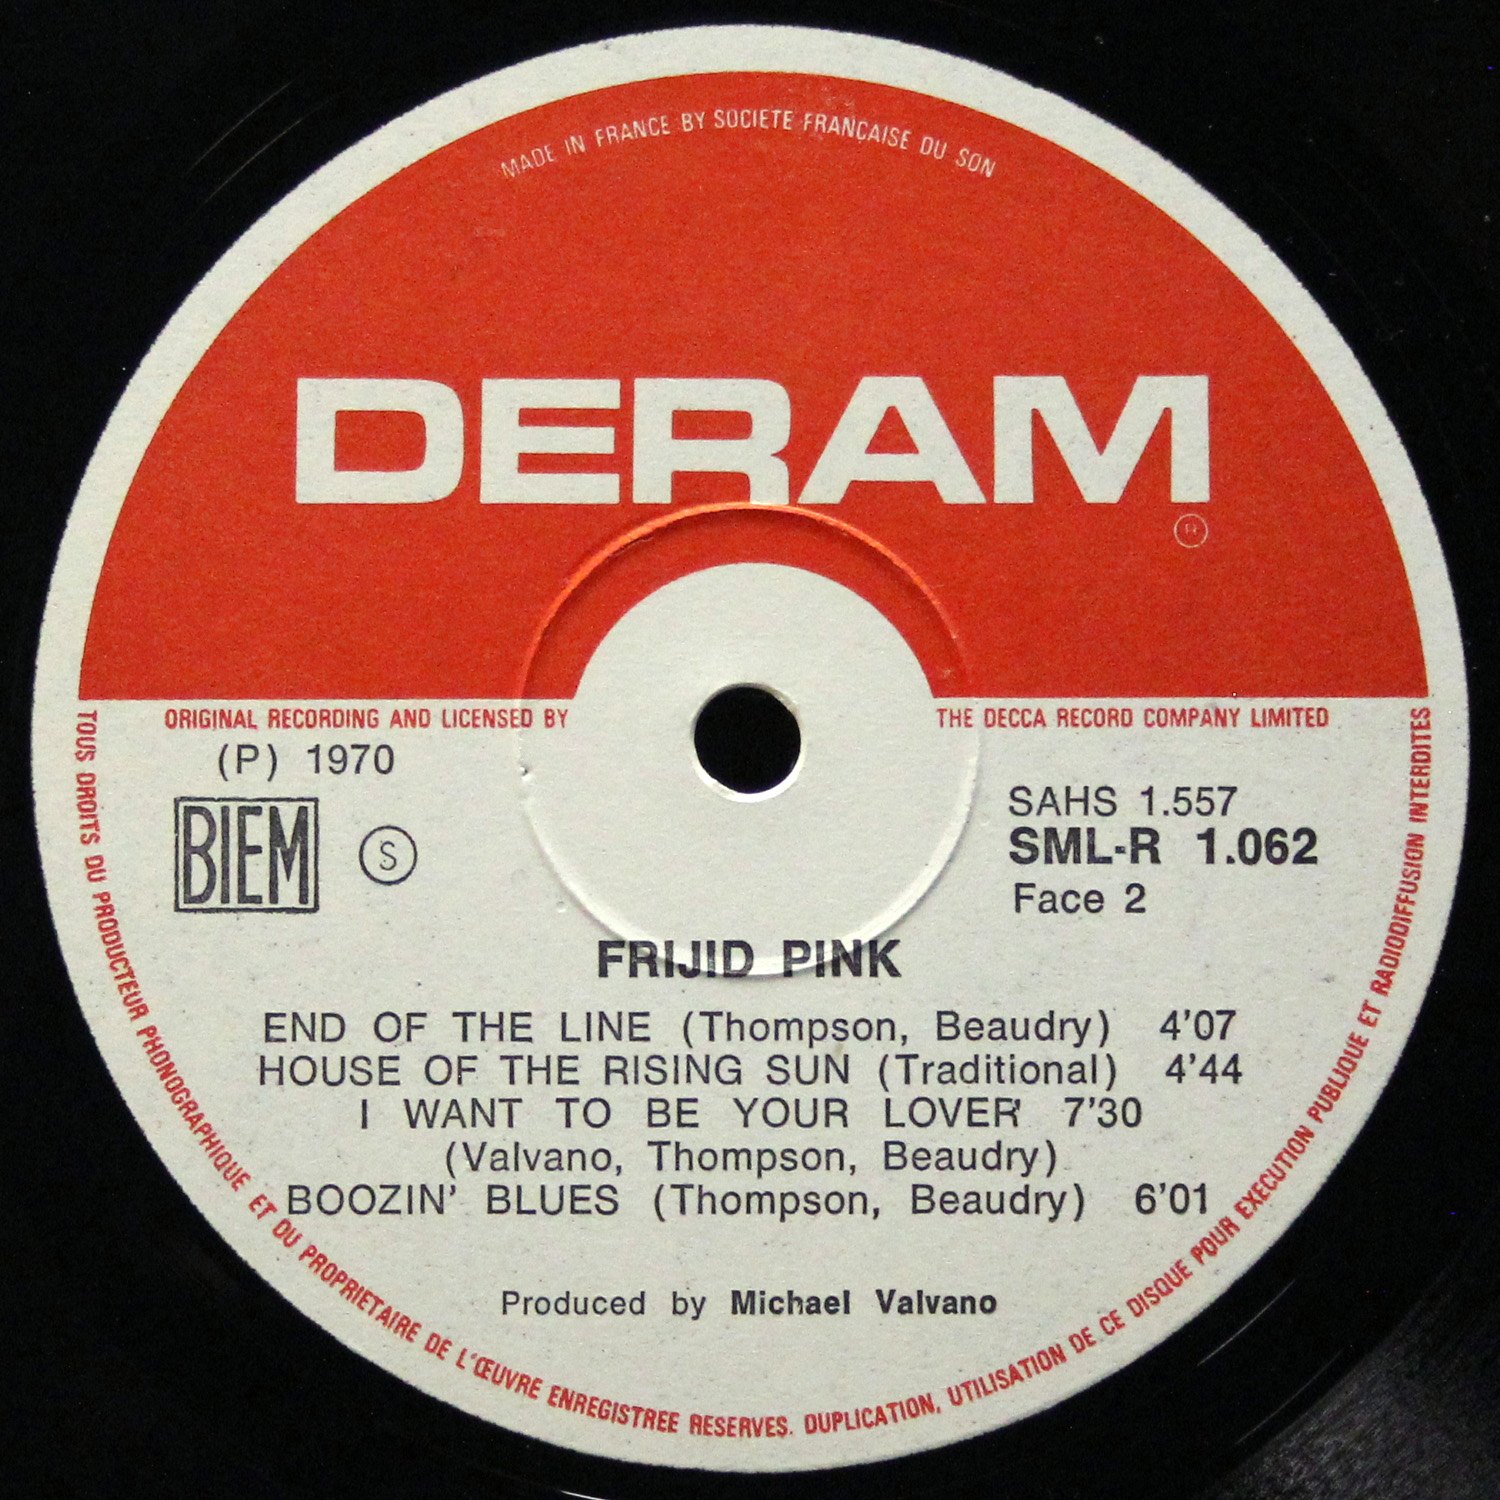 MADE IN FRANCE BY SOCIETE FRANÇAISE DU SON
DERAM
®
ORIGINAL RECORDING AND LICENSED BY THE DECCA RECORD COMPANY LIMITED
(P) 1970
BIEM
S
SAHS 1.557
SML-R 1.062
Face 2
FRIJID PINK
END OF THE LINE (Thompson, Beaudry) 4'07
HOUSE OF THE RISING SUN (Traditional) 4'44
I WANT TO BE YOUR LOVER' 7'30
(Valvano, Thompson, Beaudry)
BOOZIN' BLUES (Thompson, Beaudry) 6'01
Produced by Michael Valvano
TOUS DROITS DU PRODUCTEUR PHONOGRAPHIQUE ET DU PROPRIETAIRE DE L'ŒUVRE ENREGISTREE RESERVES. DUPLICATION, UTILISATION DE CE DISQUE POUR EXECUTION PUBLIQUE ET RADIODIFFUSION INTERDITES